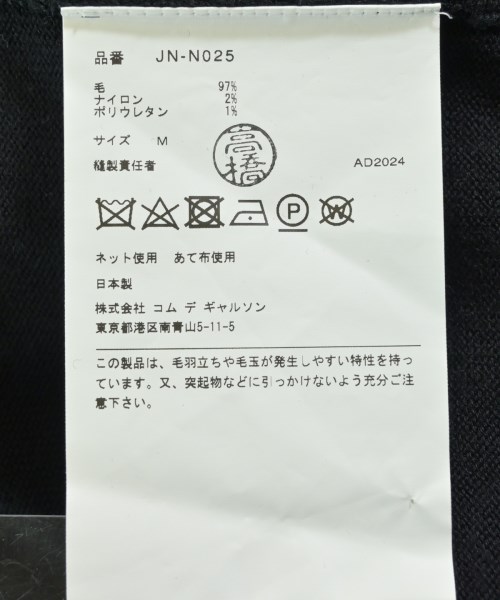 品番 JN-N025
毛 97%
ナイロン 2%
ポリウレタン 1%
サイズ M
高橋
縫製責任者 AD2024
P W
ネット使用 あて布使用
日本製
株式会社 コム デ ギャルソン
東京都港区南青山5-11-5
この製品は、毛羽立ちや毛玉が発生しやすい特性を持っ
ています。又、突起物などに引っかけないよう充分ご注
意下さい。